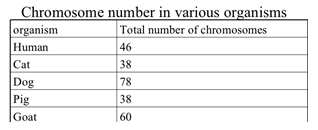 Chromosome number in various organisms
organism Total number of chromosomes
Human 46
Cat 38
Dog 78
Pig 38
Goat 60